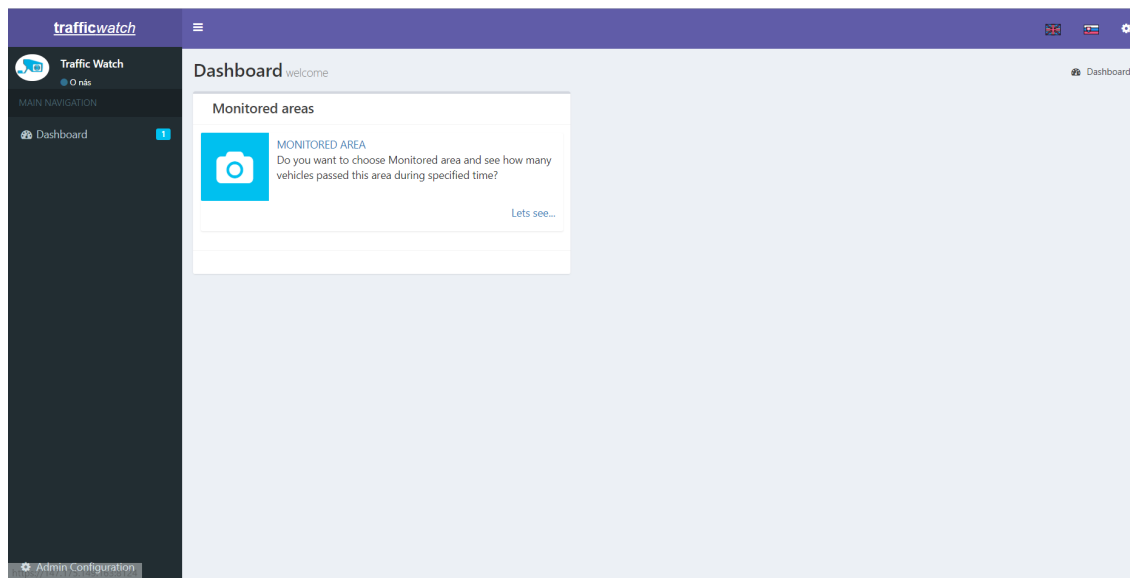 trafficwatch
Traffic Watch
O nás
MAIN NAVIGATION
Dashboard 1
Admin Configuration
Dashboard welcome
Dashboard
Monitored areas
MONITORED AREA
Do you want to choose Monitored area and see how many
vehicles passed this area during specified time?
Lets see...